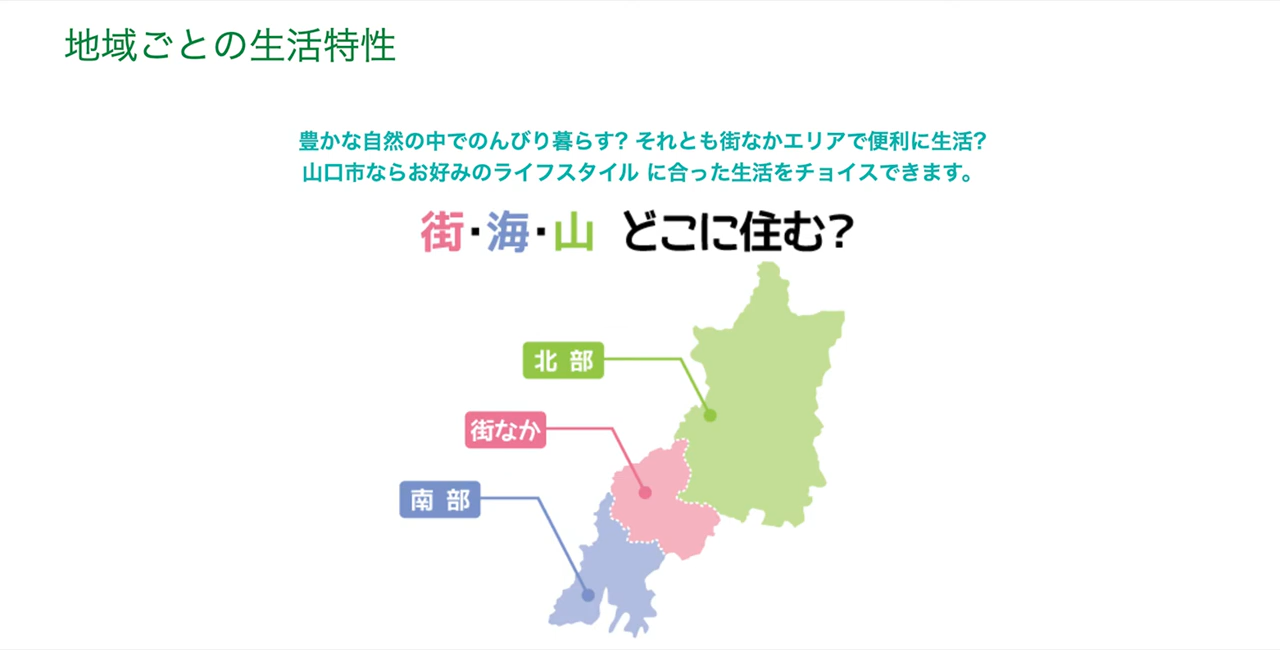 地域ごとの生活特性
豊かな自然の中でのんびり暮らす? それとも街なかエリアで便利に生活?
山口市ならお好みのライフスタイル に合った生活をチョイスできます。
街・海・山 どこに住む?
北部
街なか
南部